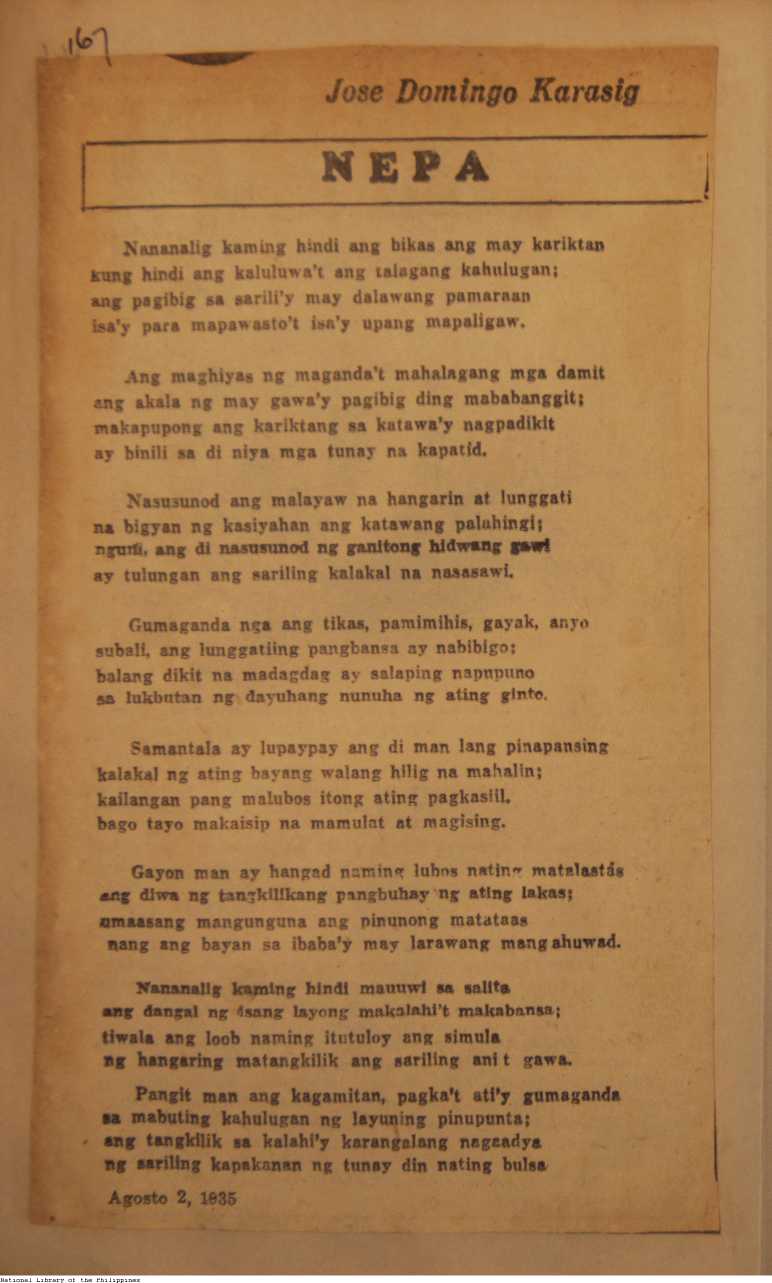 167
Jose Domingo Karasig
NEPA
Nananalig kaming hindi ang bikas ang may kariktan
kung hindi ang kaluluwa't ang talagang kahulugan;
ang pagibig sa sarili'y may dalawang pamaraan
isa'y para mapawasto't isa'y upang mapaligaw.
Ang maghiyas ng maganda't mahalagang mga damit
ang akala ng may gawa'y pagibig ding mababanggit;
makapupong ang kariktang sa katawa'y nagpadikit
ay binili sa di niya mga tunay na kapatid.
Nasusunod ang malayaw na hangarin at lunggati
na bigyan ng kasiyahan ang katawang palahingi;
nguni, ang di nasusunod ng ganitong hidwang gawi
ay tulungan ang sariling kalakal na nasasawi.
Gumaganda nga ang tikas, pamimihis, gayak, anyo
subali, ang lunggatiing pangbansa ay nabibigo;
balang dikit na madagdag ay salaping napupuno
sa lukbutan ng dayuhang nunuha ng ating ginto.
Samantala ay lupaypay ang di man lang pinapansing
kalakal ng ating bayang walang hilig na mahalin;
kailangan pang malubos itong ating pagkasiil.
bago tayo makaisip na mamulat at magising.
Gayon man ay hangad naming lubos nating matalastás
ang diwa ng tangkilikang pangbuhay ng ating lakas;
umaasang mangunguna ang pinunong matataas
nang ang bayan sa ibaba'y may larawang mang ahuwad.
Nananalig kaming hindi mauuwi sa salita
ang dangal ng isang layong makalahi't makabansa;
tiwala ang loob naming itutuloy ang simula
ng hangaring matangkilik ang sariling ani t gawa.
Pangit man ang kagamitan, pagka't ati'y gumaganda
sa mabuting kahulugan ng layuning pinupunta;
ang tangkilik sa kalahi'y karangalang nagsadya
ng sariling kapakanan ng tunay din nating bulsa
Agosto 2, 1935
National Library of the Philippines